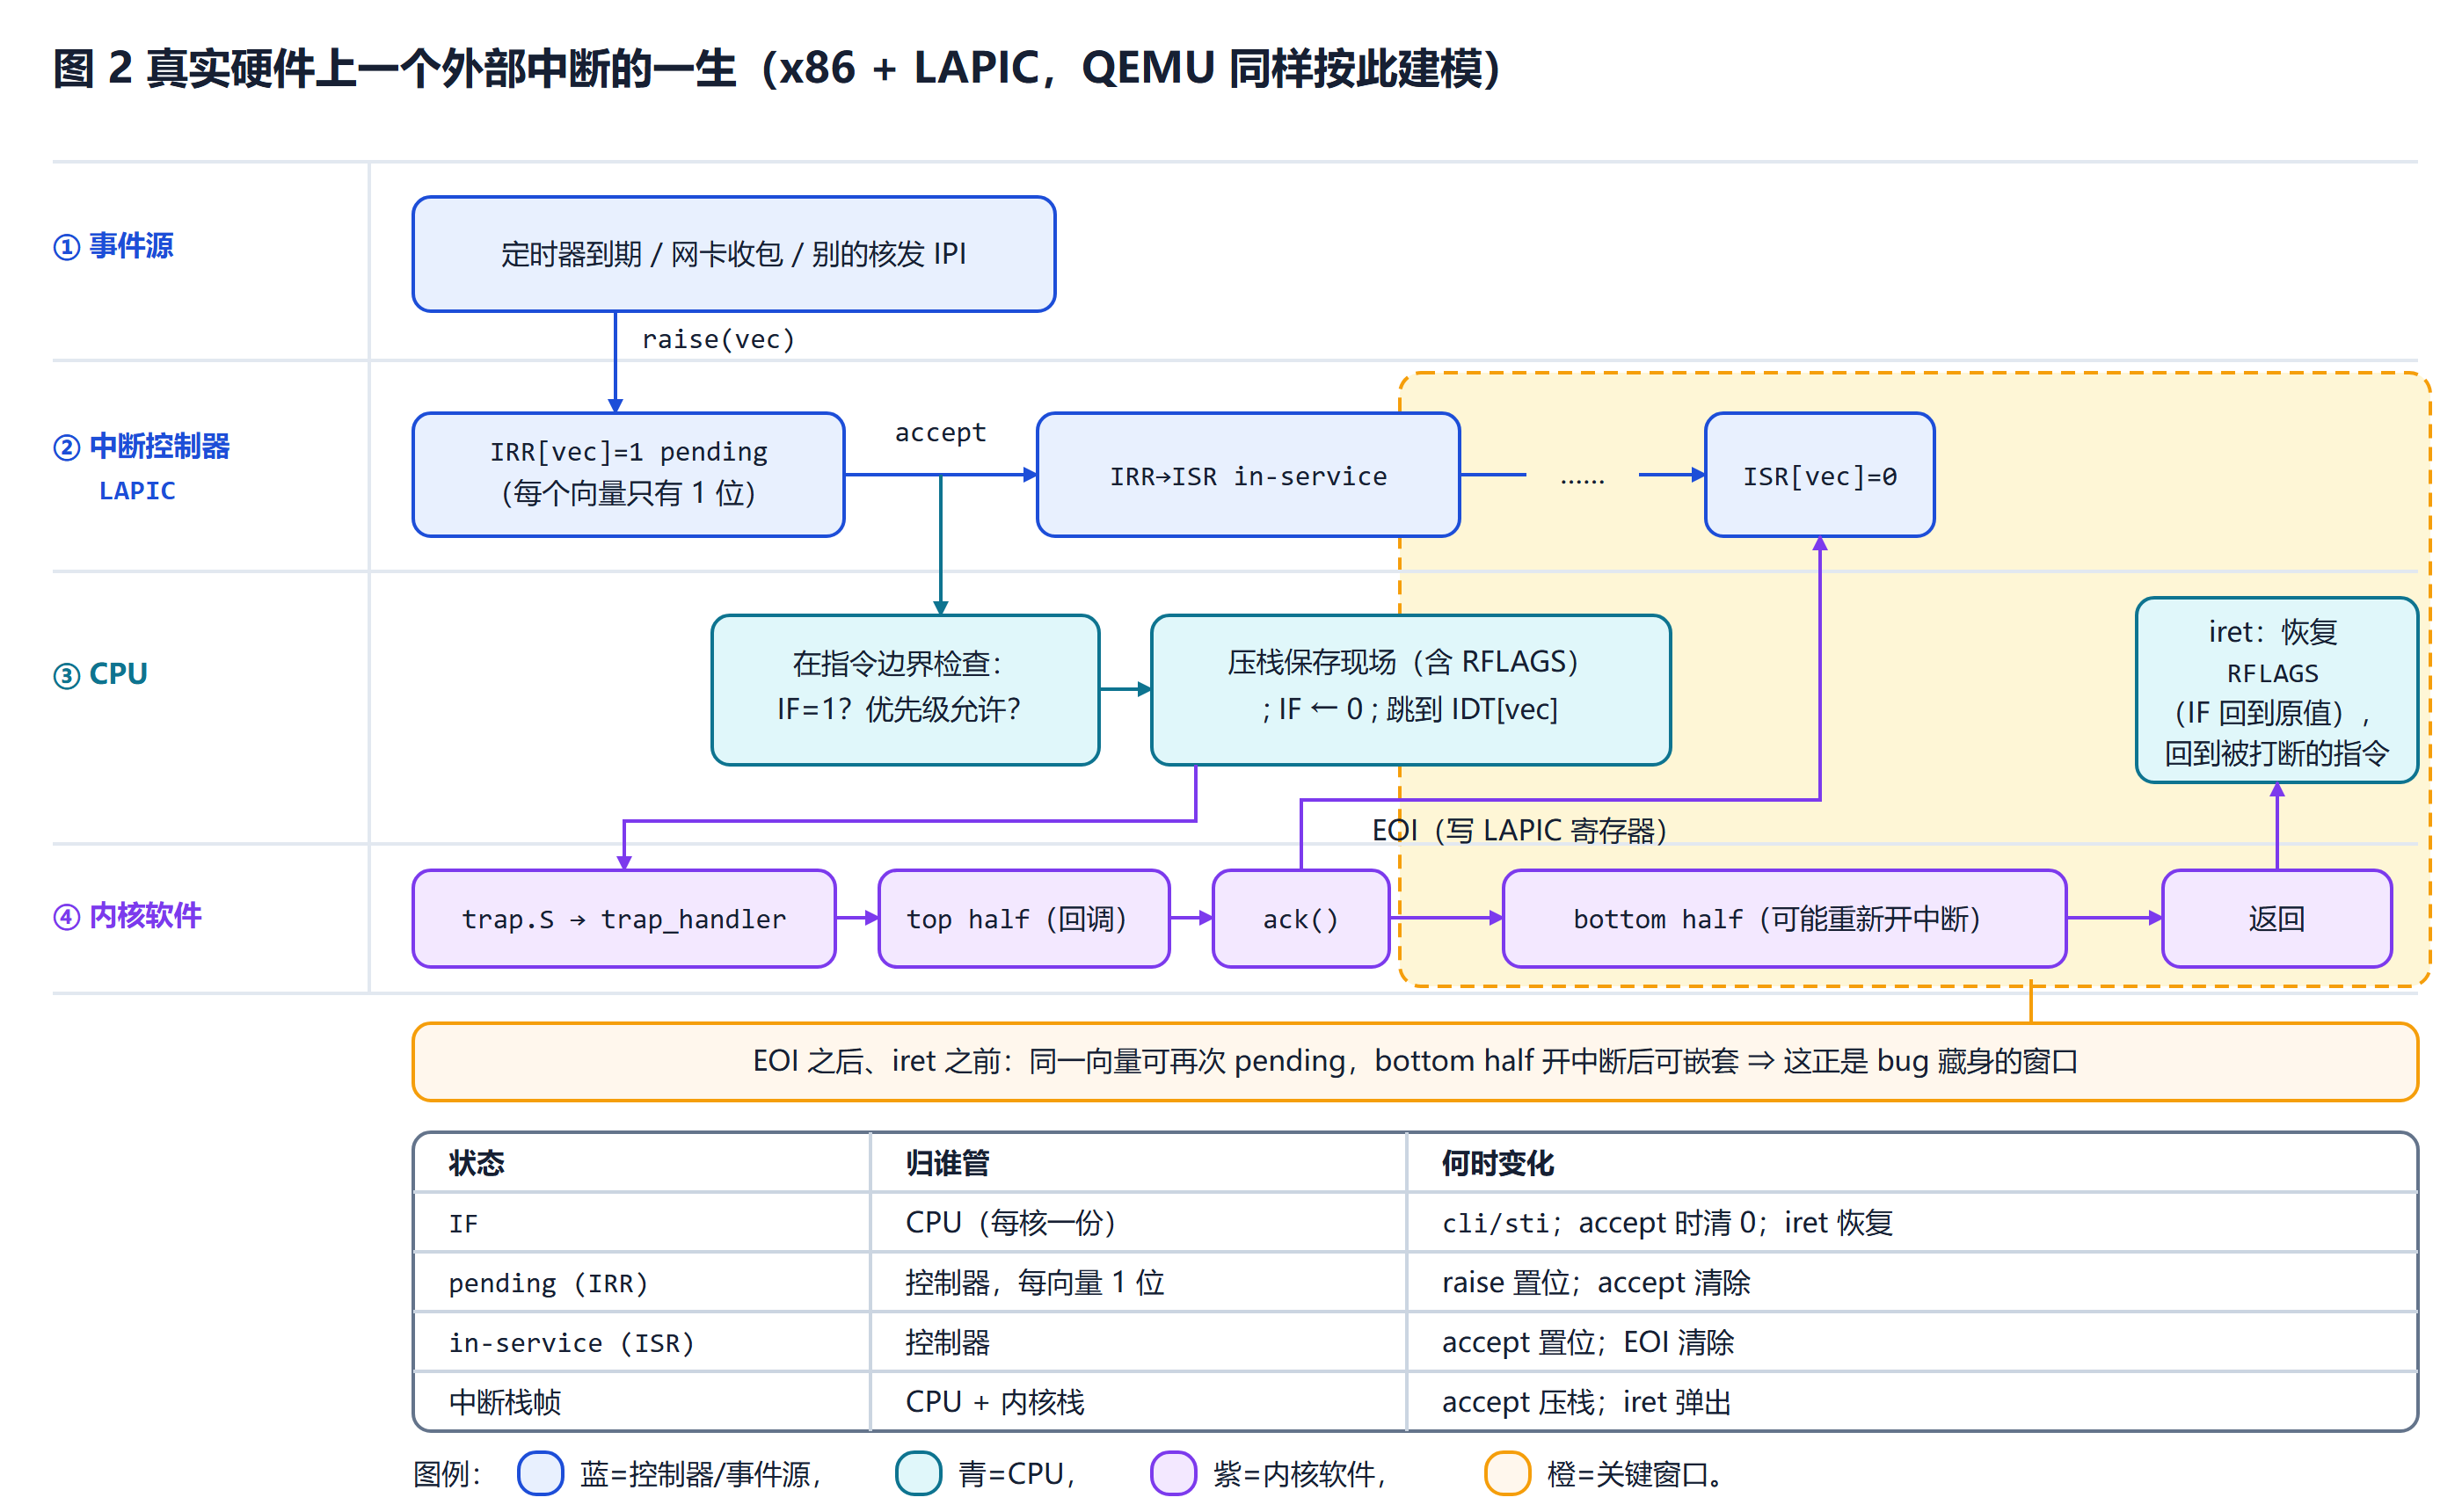 图 2 真实硬件上一个外部中断的一生（x86 + LAPIC，QEMU 同样按此建模）
① 事件源
定时器到期 / 网卡收包 / 别的核发 IPI
raise(vec)
② 中断控制器
LAPIC
IRR[vec]=1 pending
（每个向量只有 1 位）
accept
IRR→ISR in-service
……
ISR[vec]=0
③ CPU
在指令边界检查：
IF=1？优先级允许？
压栈保存现场（含 RFLAGS）
; IF ← 0 ; 跳到 IDT[vec]
iret：恢复
RFLAGS
（IF 回到原值），
回到被打断的指令
EOI（写 LAPIC 寄存器）
④ 内核软件
trap.S → trap_handler
top half（回调）
ack()
bottom half（可能重新开中断）
返回
EOI 之后、iret 之前：同一向量可再次 pending，bottom half 开中断后可嵌套 ⇒ 这正是 bug 藏身的窗口
状态 归谁管 何时变化
IF CPU（每核一份） cli/sti；accept 时清 0；iret 恢复
pending (IRR) 控制器，每向量 1 位 raise 置位；accept 清除
in-service (ISR) 控制器 accept 置位；EOI 清除
中断栈帧 CPU + 内核栈 accept 压栈；iret 弹出
图例： 蓝=控制器/事件源， 青=CPU， 紫=内核软件， 橙=关键窗口。